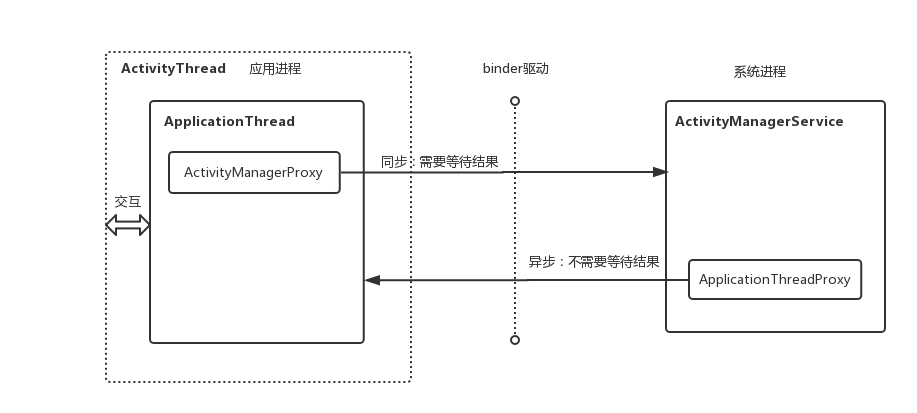 ActivityThread 应用进程
binder驱动
系统进程
ApplicationThread
ActivityManagerService
ActivityManagerProxy
同步：需要等待结果
交互
异步：不需要等待结果
ApplicationThreadProxy